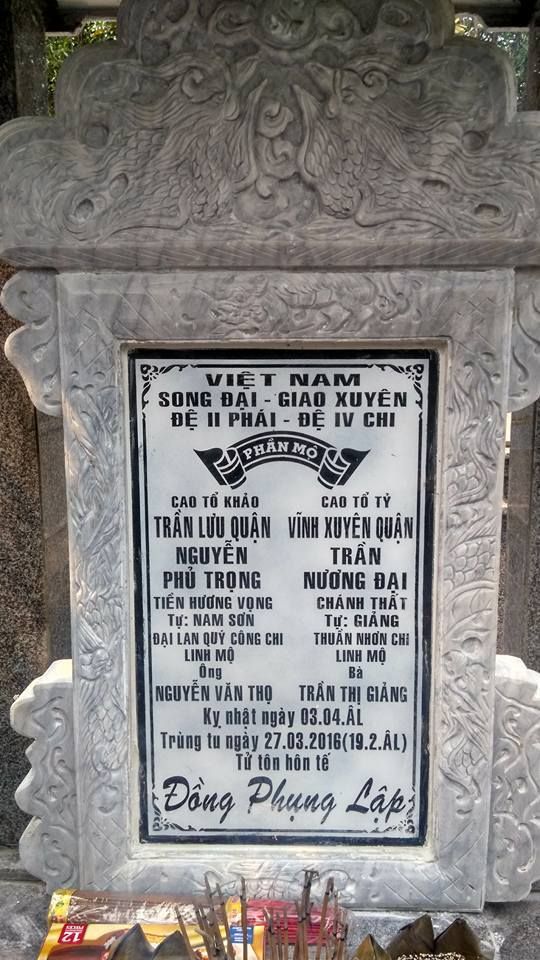 VIỆT NAM
SONG ĐẠI - GIAO XUYÊN
ĐỆ II PHÁI - ĐỆ IV CHI
PHẦN MỘ
CAO TỔ KHẢO
TRẦN LƯU QUẬN
NGUYỄN
PHỦ TRỌNG
TIỀN HƯƠNG VỌNG
Tự: NAM SƠN
ĐẠI LAN QUÝ CÔNG CHI
LINH MỘ
Ông
NGUYỄN VĂN THỌ
CAO TỔ TỶ
VĨNH XUYÊN QUẬN
TRẦN
NƯƠNG ĐẠI
CHÁNH THẤT
Tự: GIẢNG
THUẦN NHƠN CHI
LINH MỘ
Bà
TRẦN THỊ GIẢNG
Kỵ nhật ngày 03.04.ÂL
Trùng tu ngày 27.03.2016(19.2.ÂL)
Tử tôn hôn tế
Đồng Phụng Lập
12
PIECES